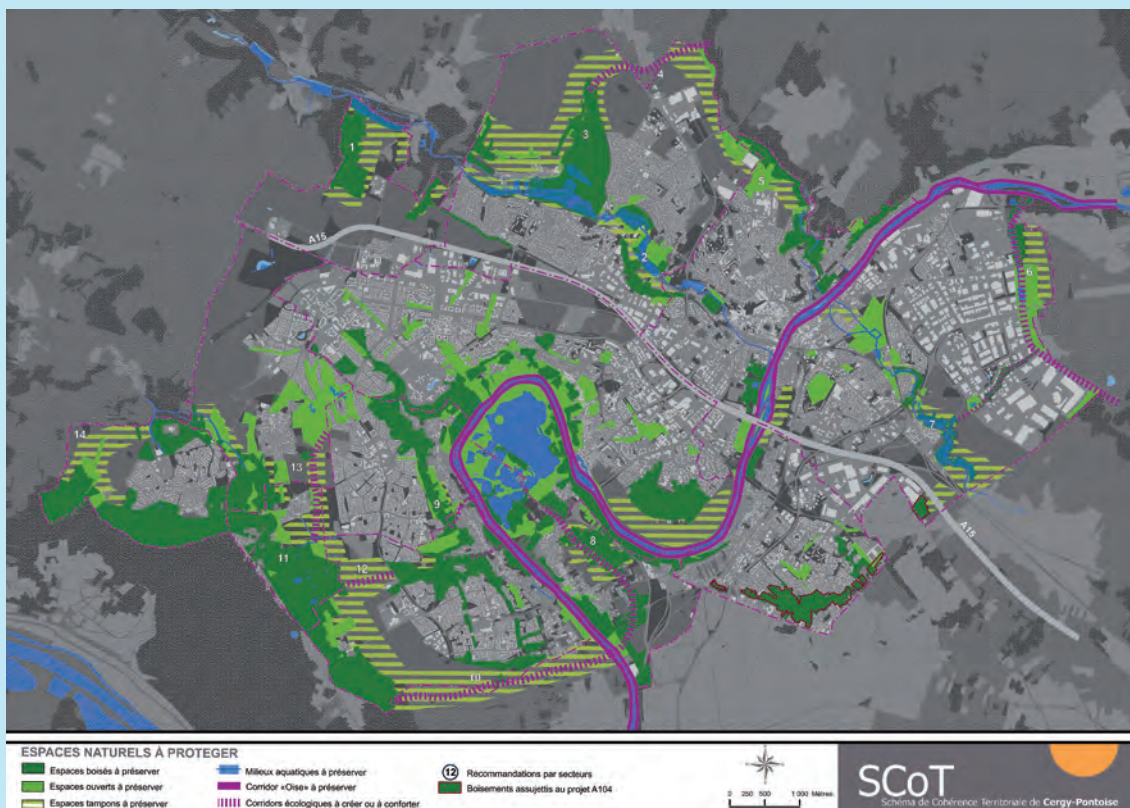 4
3
1
5
A15
2
6
7
14
13
9
8
11
12
10
A15
ESPACES NATURELS À PROTEGER
Espaces boisés à préserver
Espaces ouverts à préserver
Espaces tampons à préserver
Milieux aquatiques à préserver
Corridor «Oise» à préserver
Corridors écologiques à créer ou à conforter
12 Recommandations par secteurs
Boisements assujettis au projet A104
0 250 500 1 000 Mètres
SCoT
Schéma de Cohérence Territoriale de Cergy-Pontoise